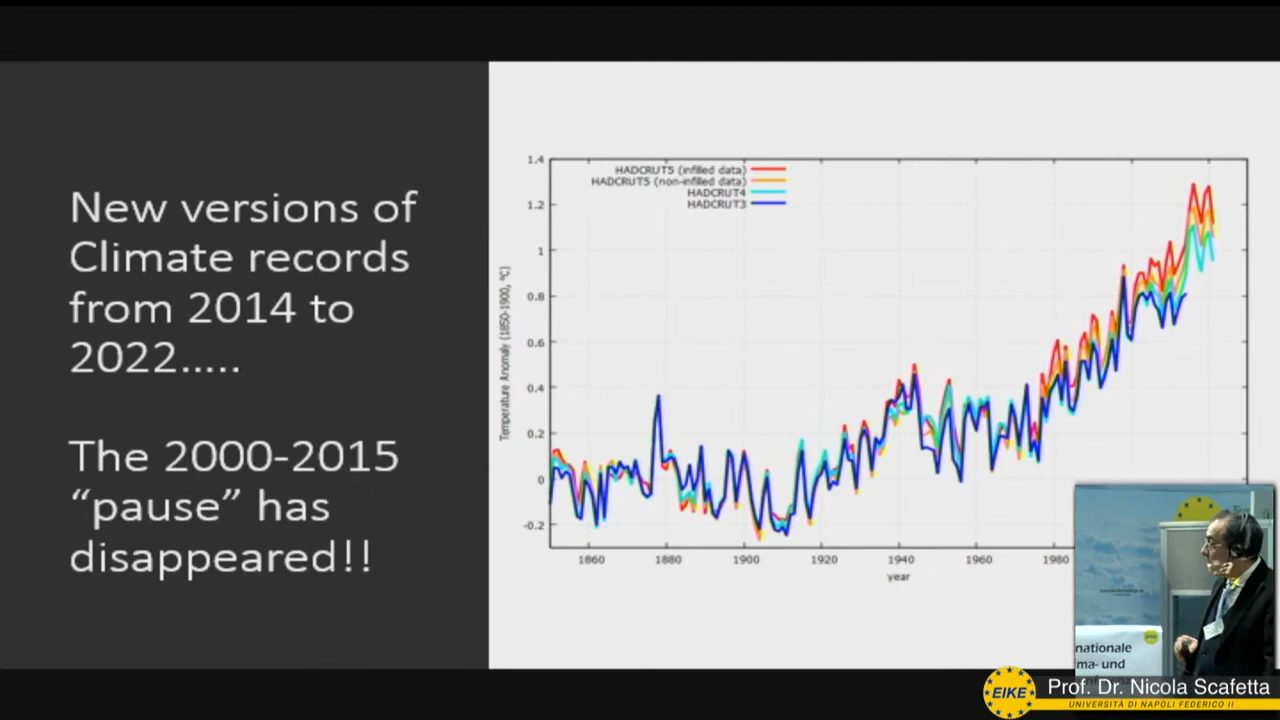 New versions of
Climate records
from 2014 to
2022.....
The 2000-2015
“pause” has
disappeared!!
1.4
1.2
1
0.8
0.6
0.4
0.2
0
-0.2
Temperature Anomaly (1850-1900, °C)
HADCRUT5 (infilled data)
HADCRUT5 (non-infilled data)
HADCRUT4
HADCRUT3
1860
1880
1900
1920
1940
1960
1980
year
nationale
ma- und
EIKE
Prof. Dr. Nicola Scafetta
UNIVERSITÀ DI NAPOLI FEDERICO II